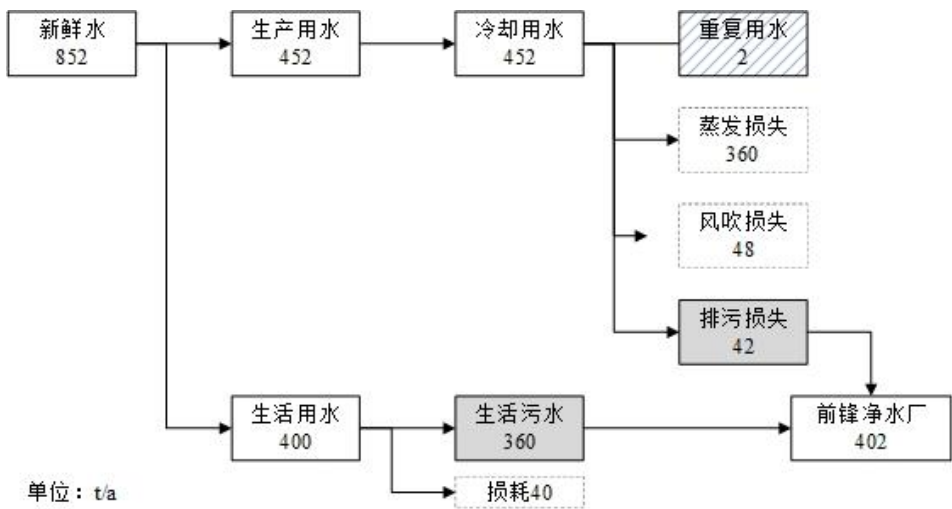 新鲜水
852
生产用水
452
冷却用水
452
重复用水
2
蒸发损失
360
风吹损失
48
排污损失
42
生活用水
400
生活污水
360
前锋净水厂
402
损耗40
单位：t/a